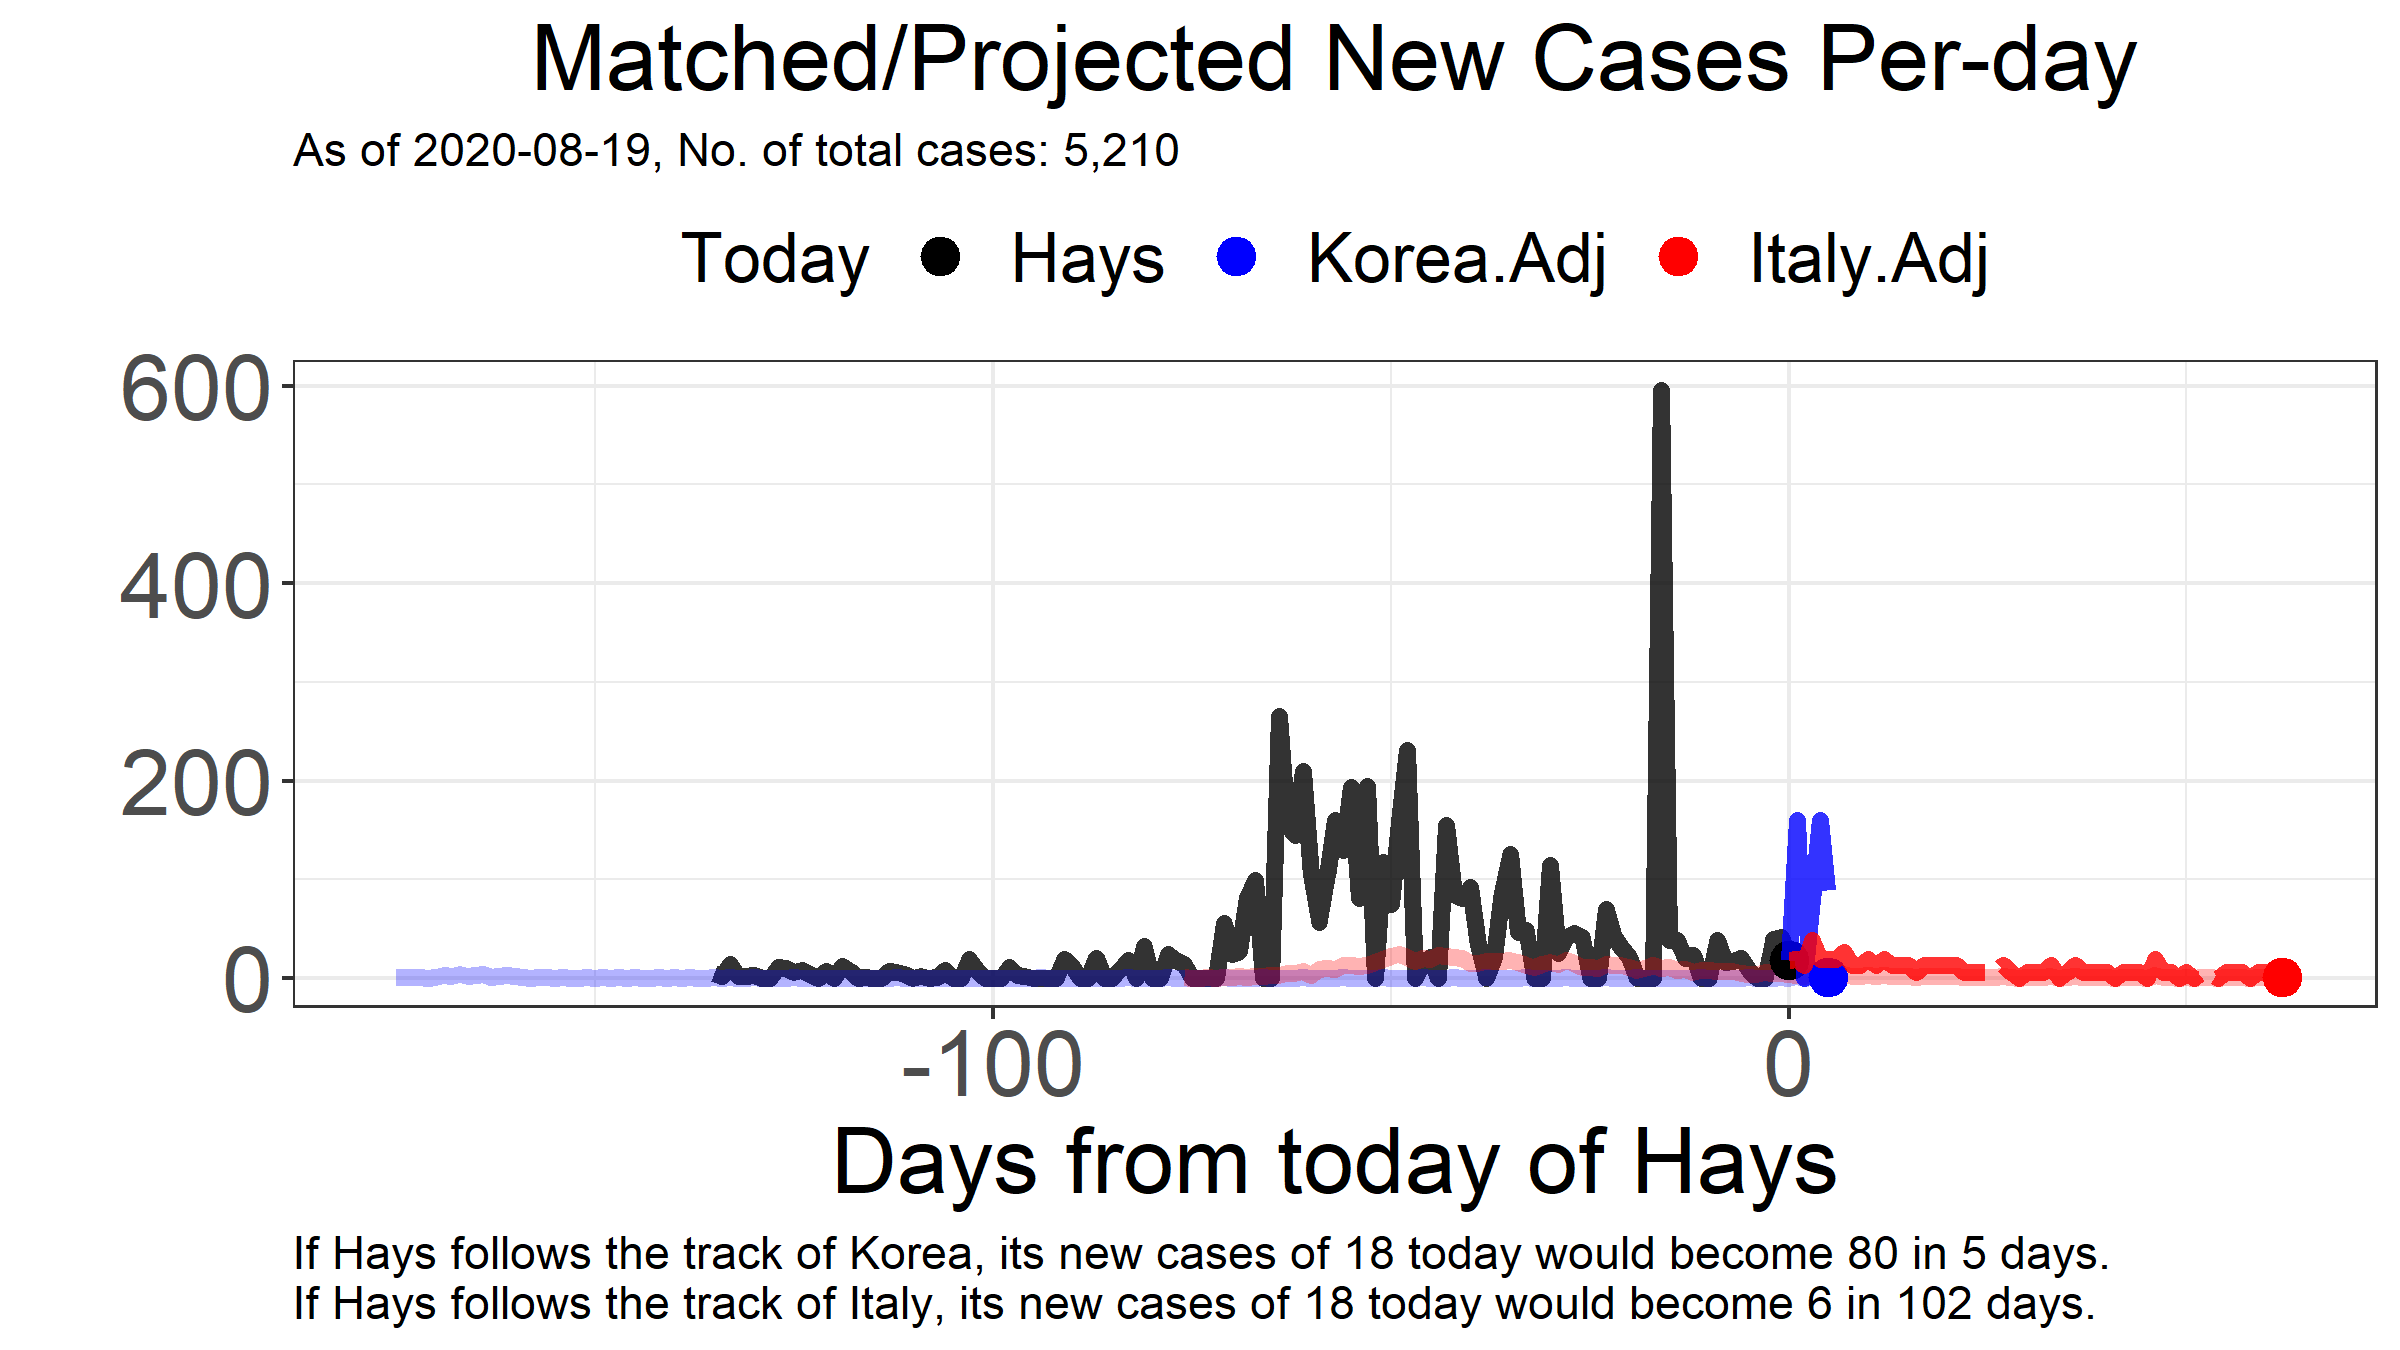 Matched/Projected New Cases Per-day
As of 2020-08-19, No. of total cases: 5,210
Today Hays Korea.Adj Italy.Adj
600
400
200
0
-100 0
Days from today of Hays
If Hays follows the track of Korea, its new cases of 18 today would become 80 in 5 days.
If Hays follows the track of Italy, its new cases of 18 today would become 6 in 102 days.